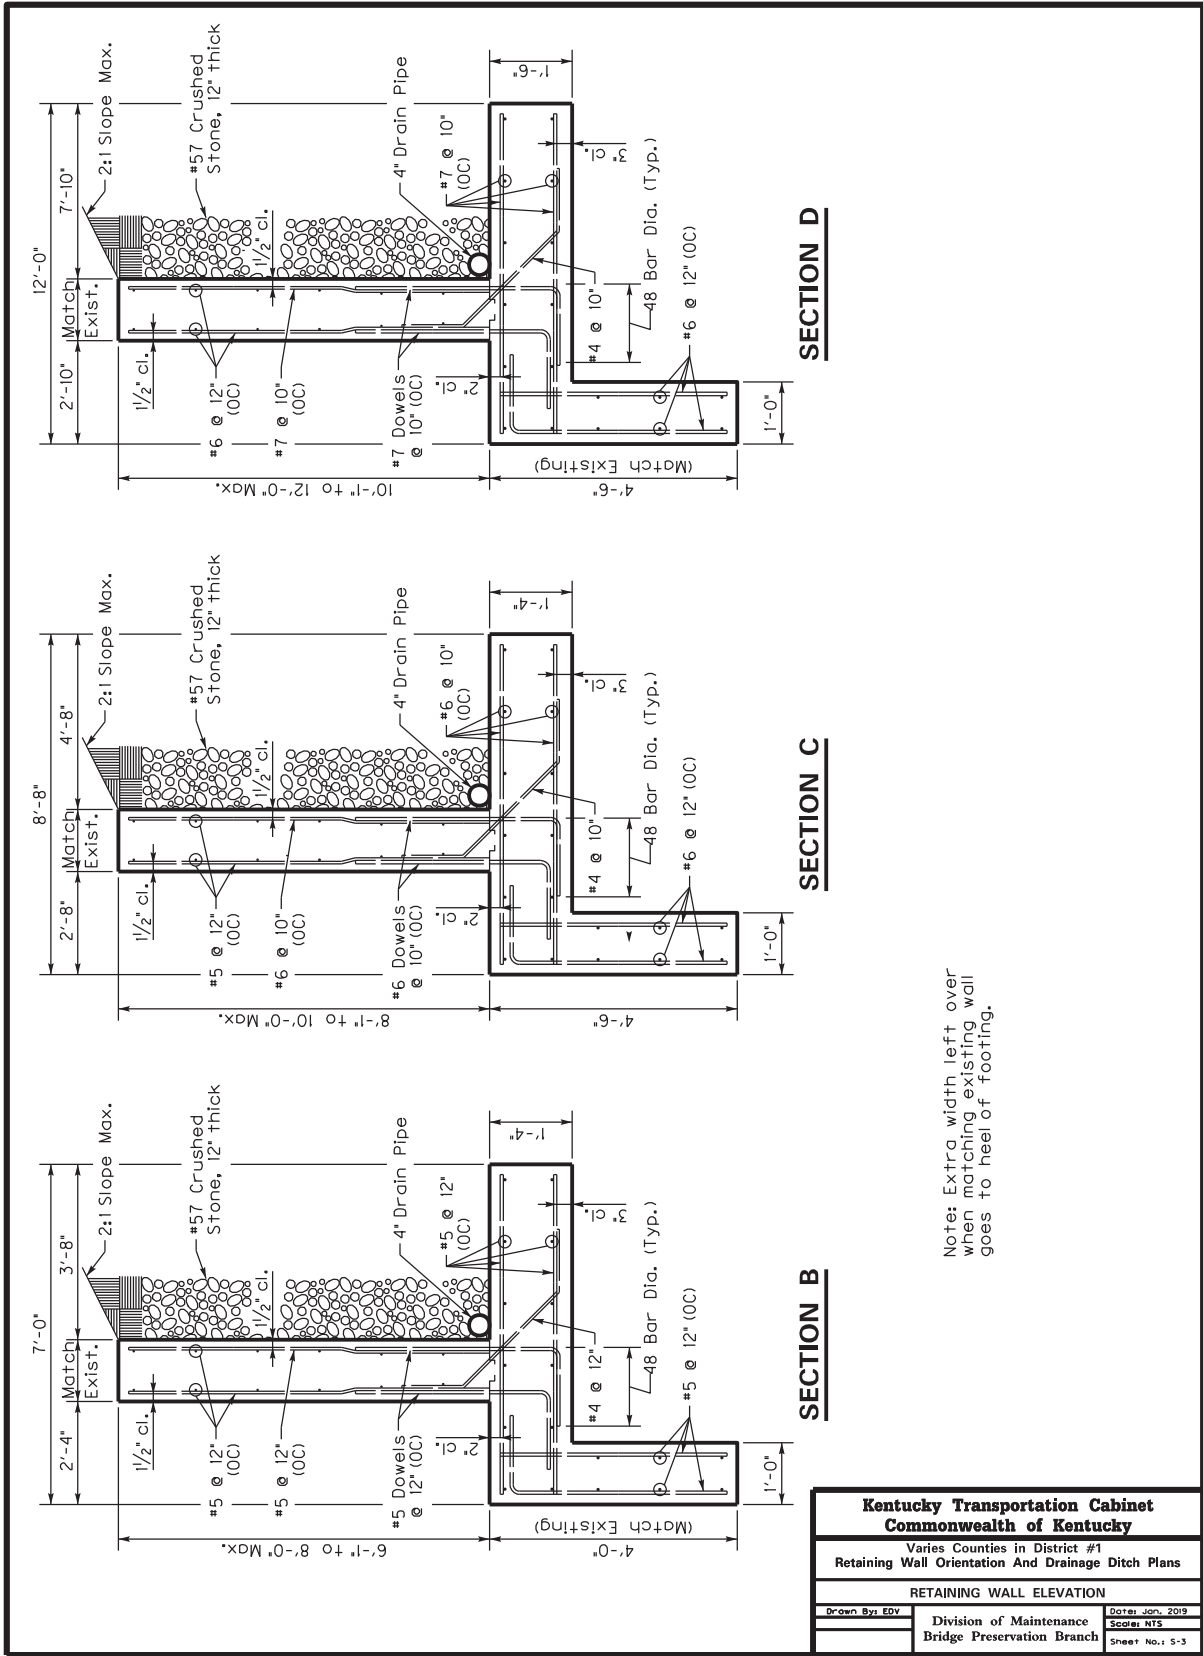 12'-0"
2'-10"
Match
Exist.
7'-10"
2:1 Slope Max.
#57 Crushed
Stone, 12" thick
1½" cl.
1½" cl.
#6 @ 12"
(OC)
#7 @ 10"
(OC)
#7 Dowels
@ 10" (OC)
4" Drain Pipe
#7 @ 10"
(OC)
1'-6"
3" cl.
2" cl.
#4 @ 10"
48 Bar Dia. (Typ.)
#6 @ 12" (OC)
1'-0"
10'-1" to 12'-0" Max.
4'-6"
(Match Existing)
SECTION D
8'-8"
2'-8"
Match
Exist.
4'-8"
2:1 Slope Max.
#57 Crushed
Stone, 12" thick
1½" cl.
1½" cl.
#5 @ 12"
(OC)
#6 @ 10"
(OC)
#6 Dowels
@ 10" (OC)
4" Drain Pipe
#6 @ 10"
(OC)
1'-4"
3" cl.
2" cl.
#4 @ 10"
48 Bar Dia. (Typ.)
#6 @ 12" (OC)
1'-0"
8'-1" to 10'-0" Max.
4'-6"
SECTION C
7'-0"
2'-4"
Match
Exist.
3'-8"
2:1 Slope Max.
#57 Crushed
Stone, 12" thick
1½" cl.
1½" cl.
#5 @ 12"
(OC)
#5 @ 12"
(OC)
#5 Dowels
@ 12" (OC)
4" Drain Pipe
#5 @ 12"
(OC)
1'-4"
3" cl.
2" cl.
#4 @ 12"
48 Bar Dia. (Typ.)
#5 @ 12" (OC)
1'-0"
6'-1" to 8'-0" Max.
4'-0"
(Match Existing)
SECTION B
Note: Extra width left over
when matching existing wall
goes to heel of footing.
Kentucky Transportation Cabinet
Commonwealth of Kentucky
Varies Counties in District #1
Retaining Wall Orientation And Drainage Ditch Plans
RETAINING WALL ELEVATION
Drawn By: EDV
Division of Maintenance
Bridge Preservation Branch
Date: Jan. 2019
Scale: NTS
Sheet No.: S-3